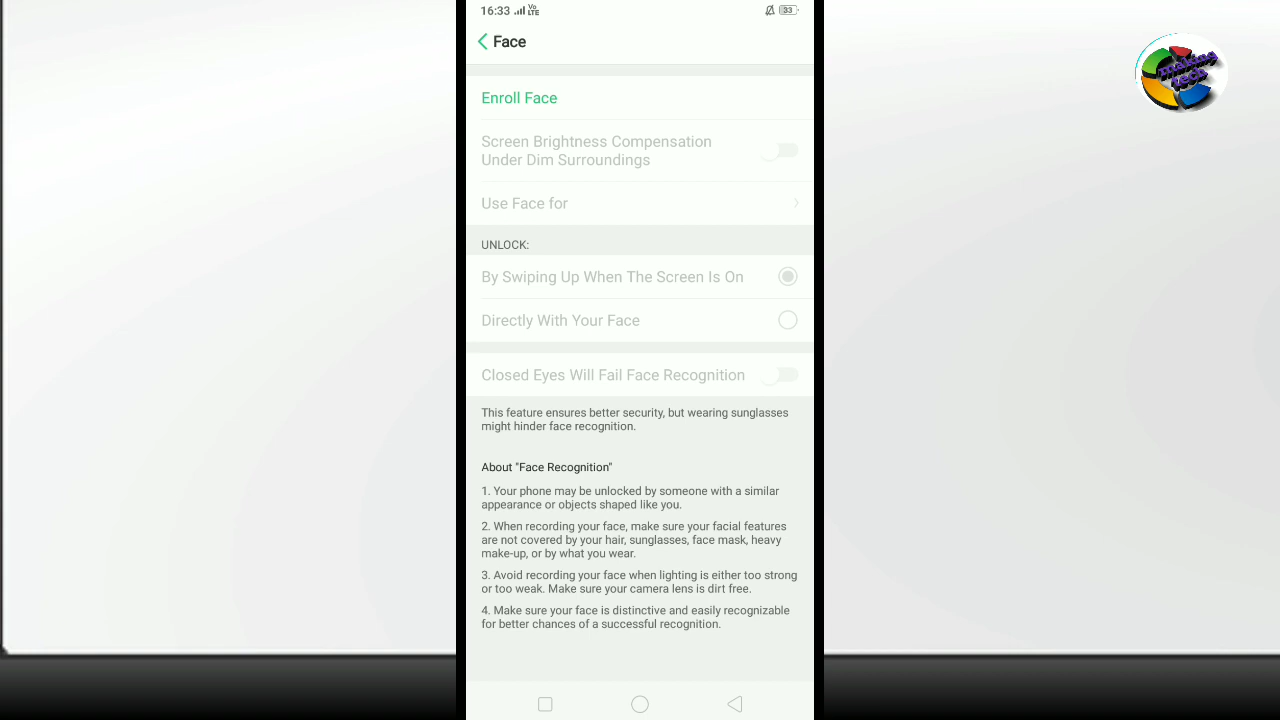 16:33 Vo LTE 33
Face
Enroll Face
Screen Brightness Compensation
Under Dim Surroundings
Use Face for
UNLOCK:
By Swiping Up When The Screen Is On
Directly With Your Face
Closed Eyes Will Fail Face Recognition
This feature ensures better security, but wearing sunglasses
might hinder face recognition.
About "Face Recognition"
1. Your phone may be unlocked by someone with a similar
appearance or objects shaped like you.
2. When recording your face, make sure your facial features
are not covered by your hair, sunglasses, face mask, heavy
make-up, or by what you wear.
3. Avoid recording your face when lighting is either too strong
or too weak. Make sure your camera lens is dirt free.
4. Make sure your face is distinctive and easily recognizable
for better chances of a successful recognition.
making
tech